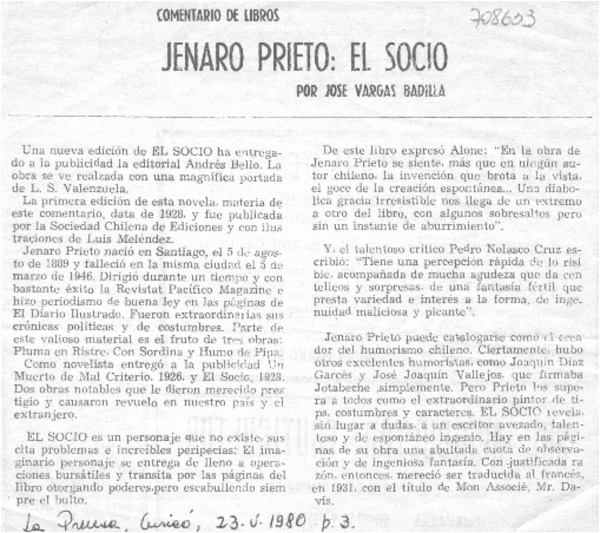 COMENTARIO DE LIBROS
708603
JENARO PRIETO: EL SOCIO
POR JOSE VARGAS BADILLA
Una nueva edición de EL SOCIO ha entrega-
do a la publicidad la editorial Andrés Bello. La
obra se ve realzada con una magnífica portada
de L. S. Valenzuela.
La primera edición de esta novela, materia de
este comentario, data de 1928, y fue publicada
por la Sociedad Chilena de Ediciones y con ilus-
traciones de Luis Meléndez.
Jenaro Prieto nació en Santiago, el 5 de agos-
to de 1889 y falleció en la misma ciudad el 5 de
marzo de 1946. Dirigió durante un tiempo y con
bastante éxito la Revistat Pacífico Magazine e
hizo periodismo de buena ley en las páginas de
El Diario Ilustrado. Fueron extraordinarias sus
crónicas políticas y de costumbres. Parte de
este valioso material es el fruto de tres obras:
Pluma en Ristre, Con Sordina y Humo de Pipa.
Como novelista entregó a la publicidad Un
Muerto de Mal Criterio, 1926, y El Socio, 1928.
Dos obras notables que le dieron merecido pres-
tigio y causaron revuelo en nuestro país y el
extranjero.
EL SOCIO es un personaje que no existe, sus-
cita problemas e increíbles peripecias: El ima-
ginario personaje se entrega de lleno a opera-
ciones bursátiles y transita por las páginas del
libro otorgando poderes, pero escabullendo siem-
pre el bulto.
De este libro expresó Alone: "En la obra de
Jenaro Prieto se siente, más que en ningún au-
tor chileno, la invención que brota a la vista,
el goce de la creación espontánea... Una diabo-
lica gracia irresistible nos llega de un extremo
a otro del libro, con algunos sobresaltos pero
sin un instante de aburrimiento".
Y, el talentoso crítico Pedro Nolasco Cruz es-
cribió: "Tiene una percepción rápida de lo risi-
ble, acompañada de mucha agudeza que da cen-
telleos y sorpresas, de una fantasía fértil que
presta variedad e interés a la forma, de inge-
nuidad maliciosa y picante".
Jenaro Prieto puede catalogarse como el crea-
dor del humorismo chileno. Ciertamente, hubo
otros excelentes humoristas, como Joaquín Díaz
Garcés y José Joaquín Vallejos, que firmaba
Jotabeche ,simplemente. Pero Prieto los supe-
ra a todos como el extraordinario pintor de ti-
pos, costumbres y caracteres. EL SOCIO revela,
sin lugar a dudas, a un escritor avezado, talen-
toso y de espontáneo ingenio. Hay en las pági-
nas de su obra una abultada cuota de observa-
ción y de ingeniosa fantasía. Con justificada ra-
zón, entonces, mereció ser traducida al francés,
en 1931, con el título de Mon Associé, Mr. Da-
vis.
La Prensa, Curicó, 23-V-1980 p. 3.